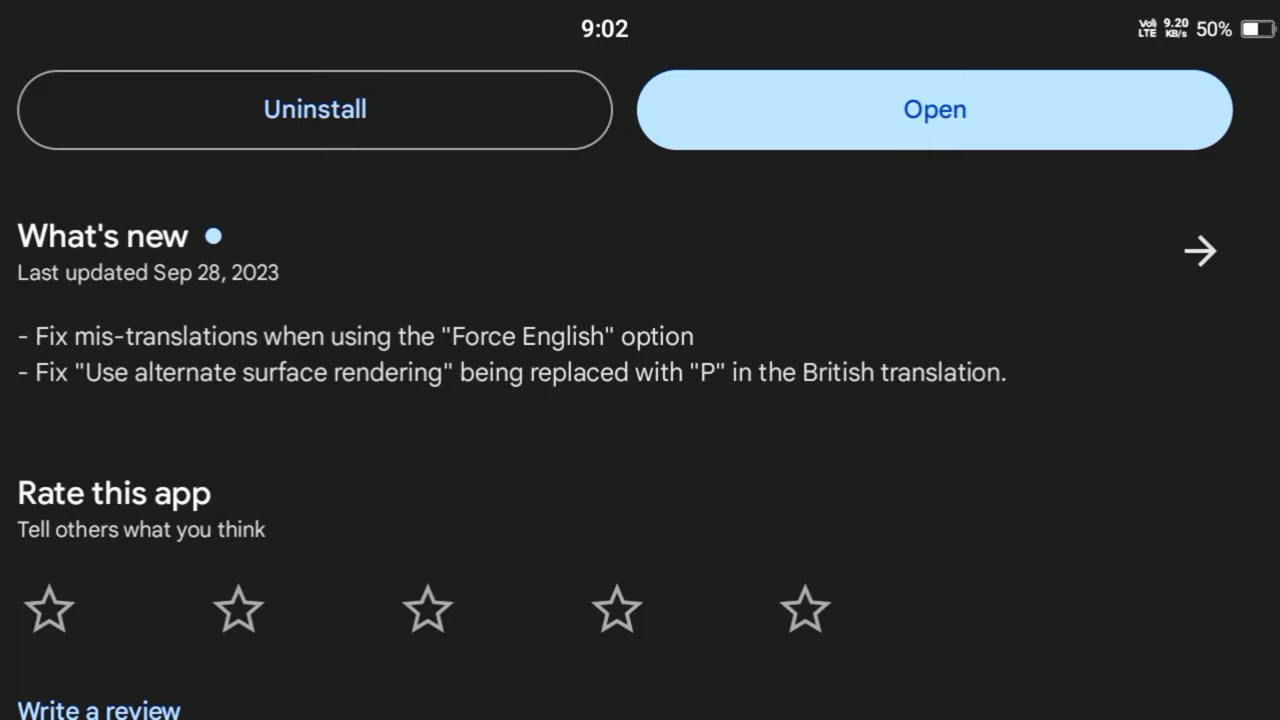 9:02
Vo) LTE 9.20 KB/s 50%
Uninstall
Open
What's new
Last updated Sep 28, 2023
- Fix mis-translations when using the "Force English" option
- Fix "Use alternate surface rendering" being replaced with "P" in the British translation.
Rate this app
Tell others what you think
Write a review